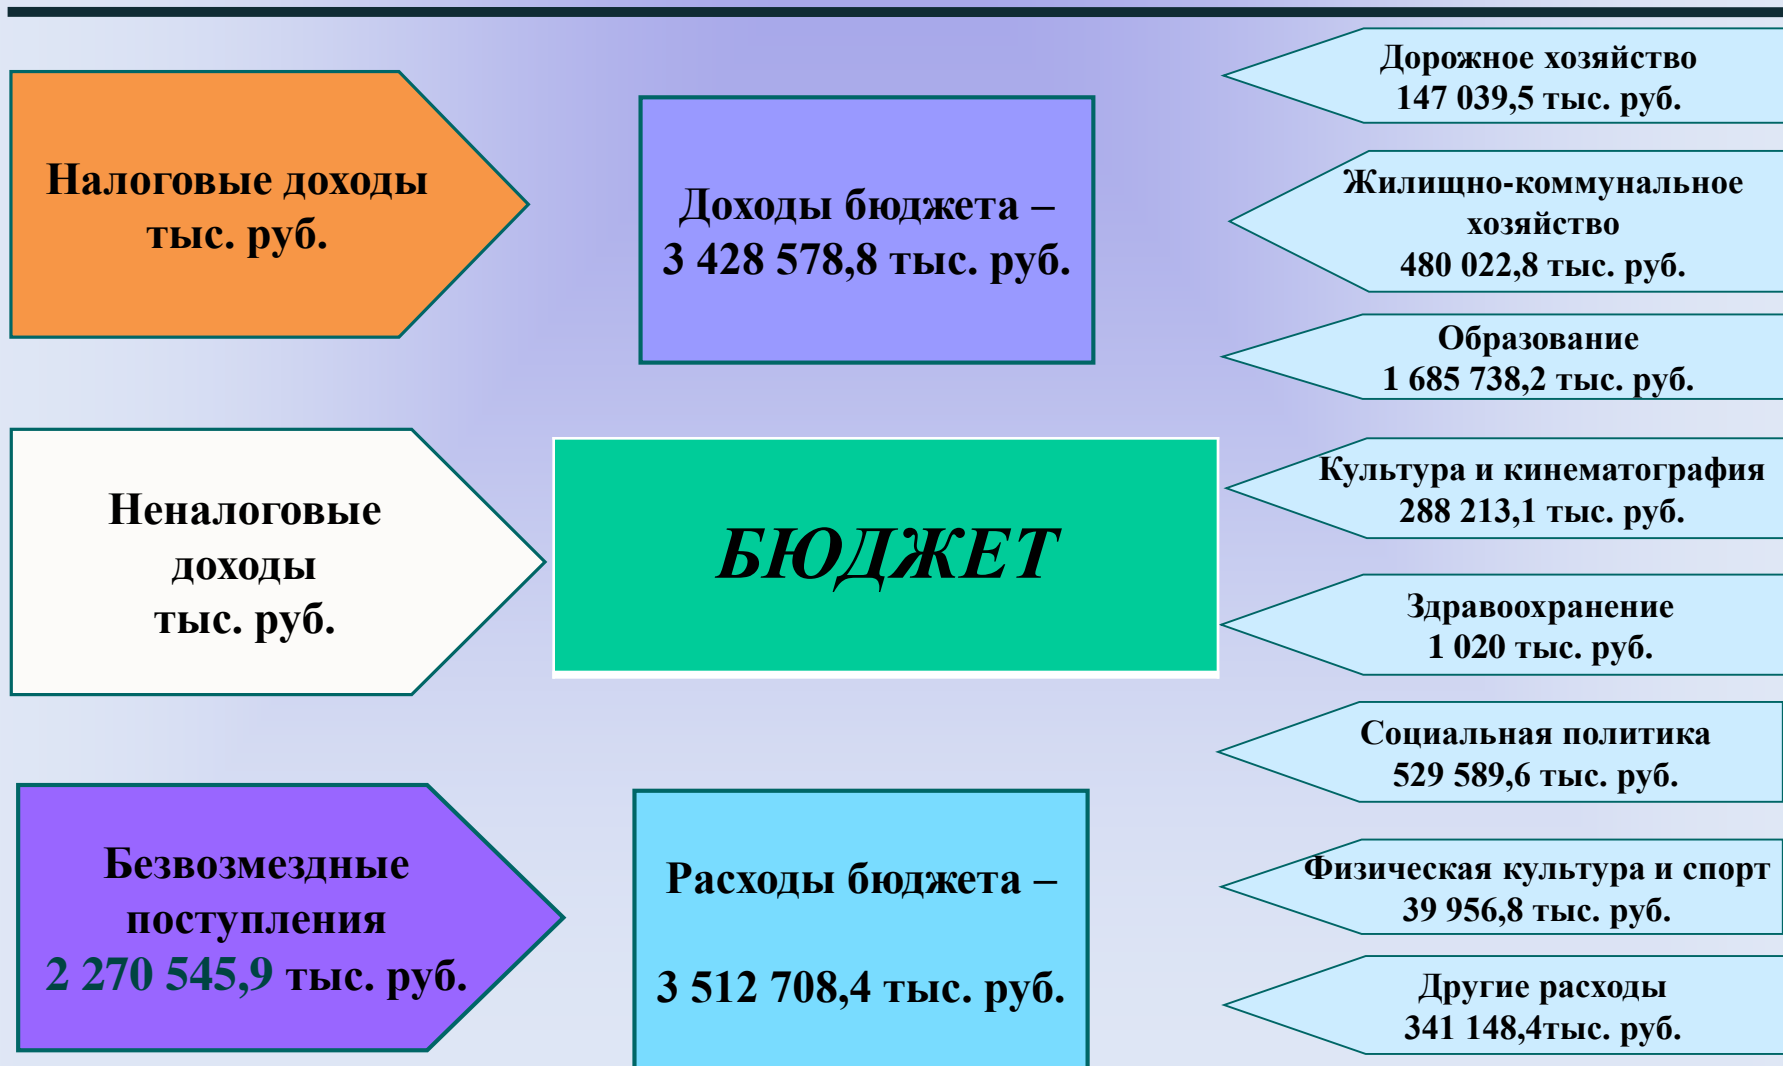 Налоговые доходы
тыс. руб.
Неналоговые
доходы
тыс. руб.
Безвозмездные
поступления
2 270 545,9 тыс. руб.
Доходы бюджета –
3 428 578,8 тыс. руб.
БЮДЖЕТ
Расходы бюджета –
3 512 708,4 тыс. руб.
Дорожное хозяйство
147 039,5 тыс. руб.
Жилищно-коммунальное
хозяйство
480 022,8 тыс. руб.
Образование
1 685 738,2 тыс. руб.
Культура и кинематография
288 213,1 тыс. руб.
Здравоохранение
1 020 тыс. руб.
Социальная политика
529 589,6 тыс. руб.
Физическая культура и спорт
39 956,8 тыс. руб.
Другие расходы
341 148,4тыс. руб.